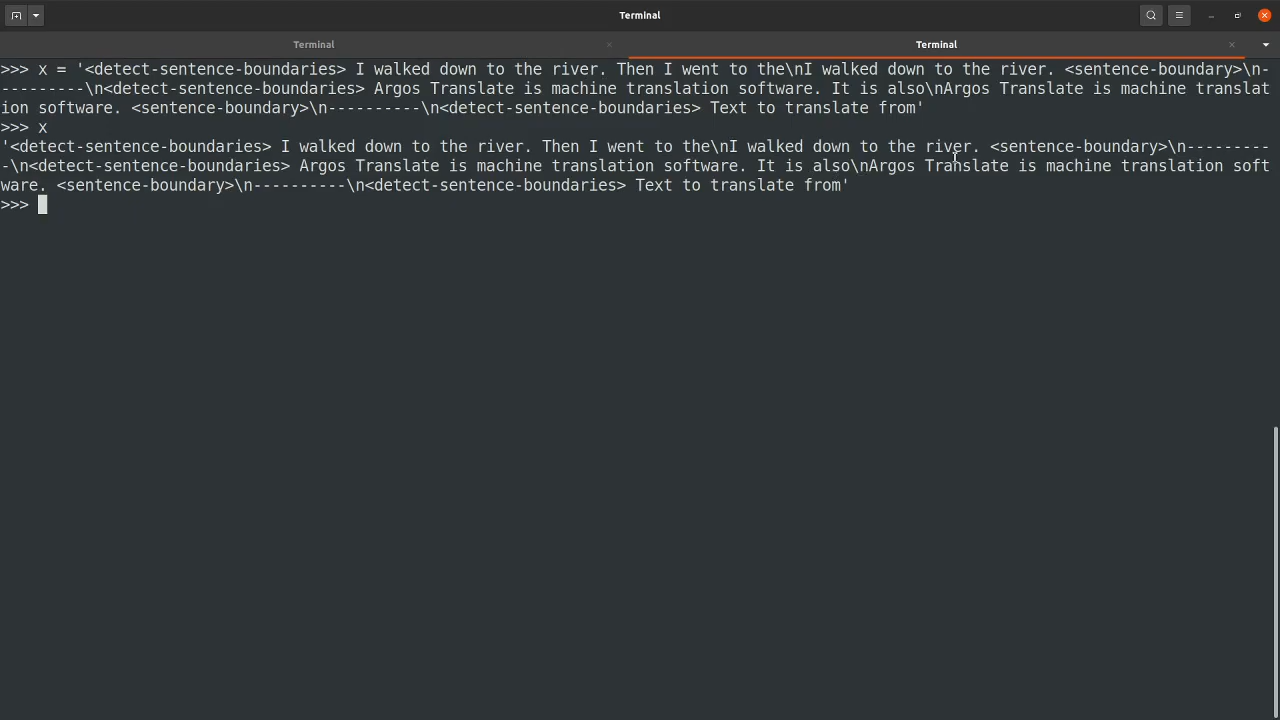 Terminal
Terminal
Terminal
>>> x = '<detect-sentence-boundaries> I walked down to the river. Then I went to the\nI walked down to the river. <sentence-boundary>\n-
---------\n<detect-sentence-boundaries> Argos Translate is machine translation software. It is also\nArgos Translate is machine translat
ion software. <sentence-boundary>\n----------\n<detect-sentence-boundaries> Text to translate from'
>>> x
'<detect-sentence-boundaries> I walked down to the river. Then I went to the\nI walked down to the river. <sentence-boundary>\n---------
-\n<detect-sentence-boundaries> Argos Translate is machine translation software. It is also\nArgos Translate is machine translation soft
ware. <sentence-boundary>\n----------\n<detect-sentence-boundaries> Text to translate from'
>>>